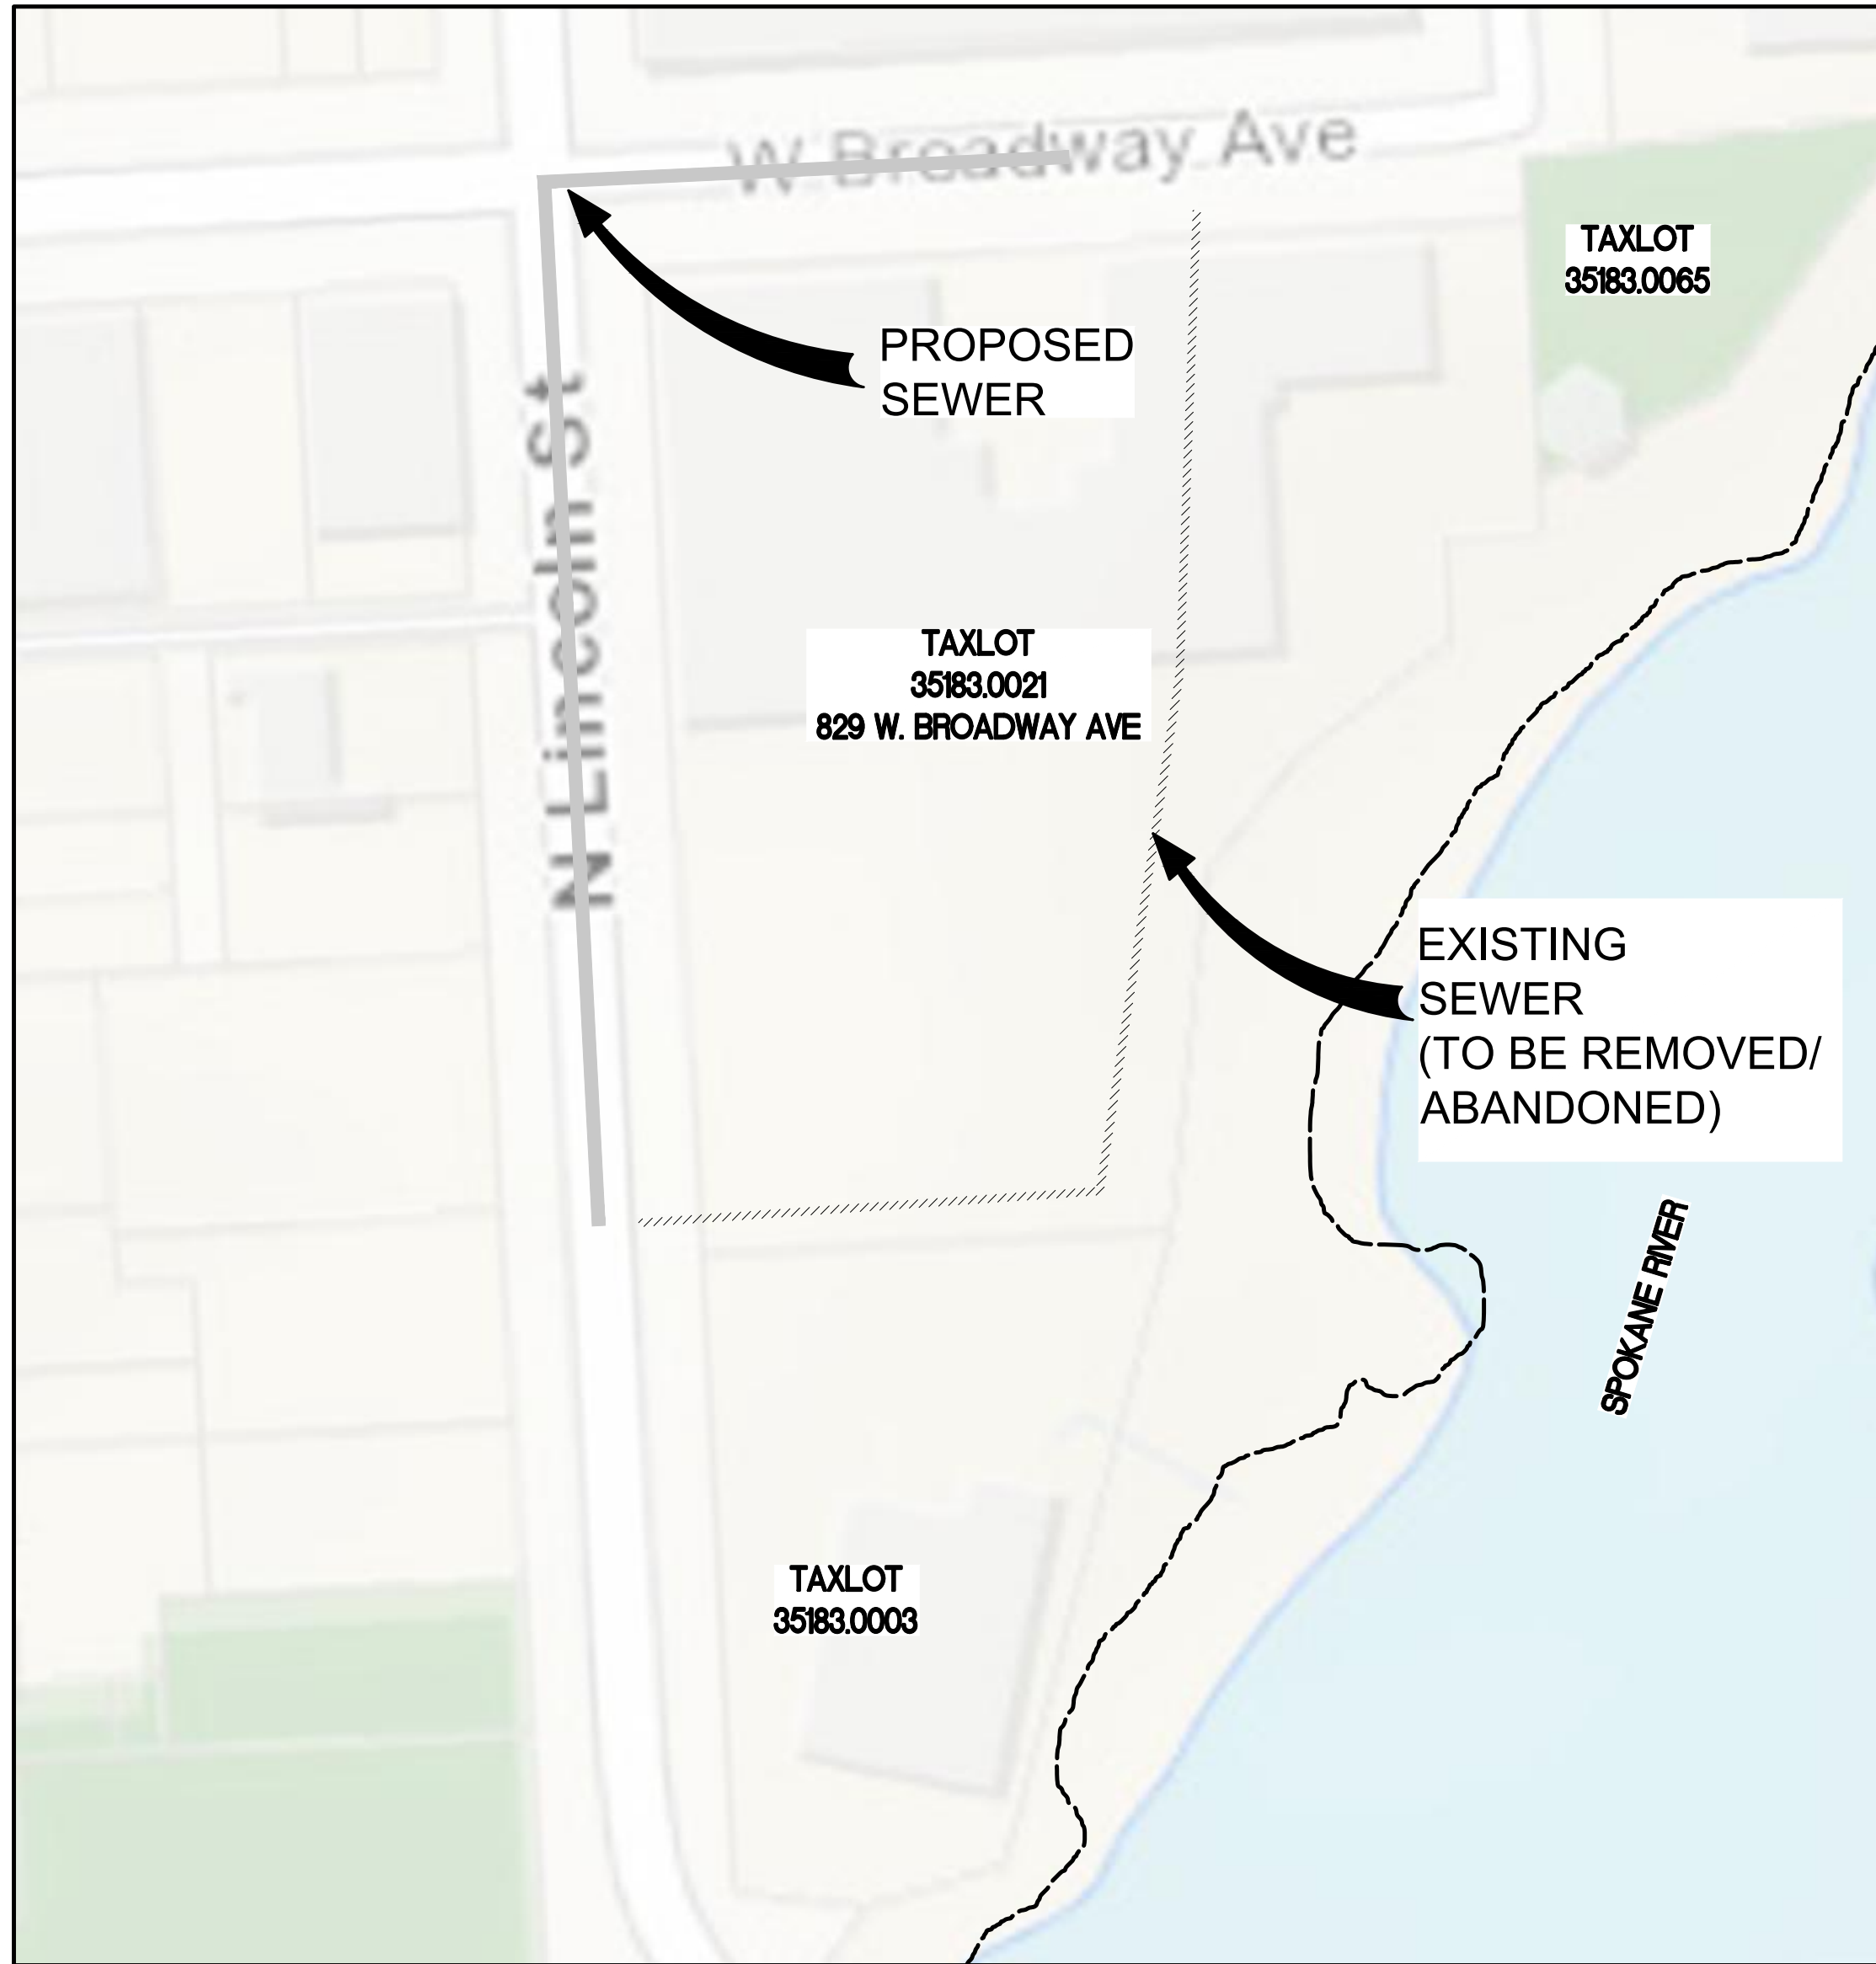 W Broadway Ave
TAXLOT
35183.0065
PROPOSED
SEWER
N Lincoln St
TAXLOT
35183.0021
829 W. BROADWAY AVE
EXISTING
SEWER
(TO BE REMOVED/
ABANDONED)
SPOKANE RIVER
TAXLOT
35183.0003